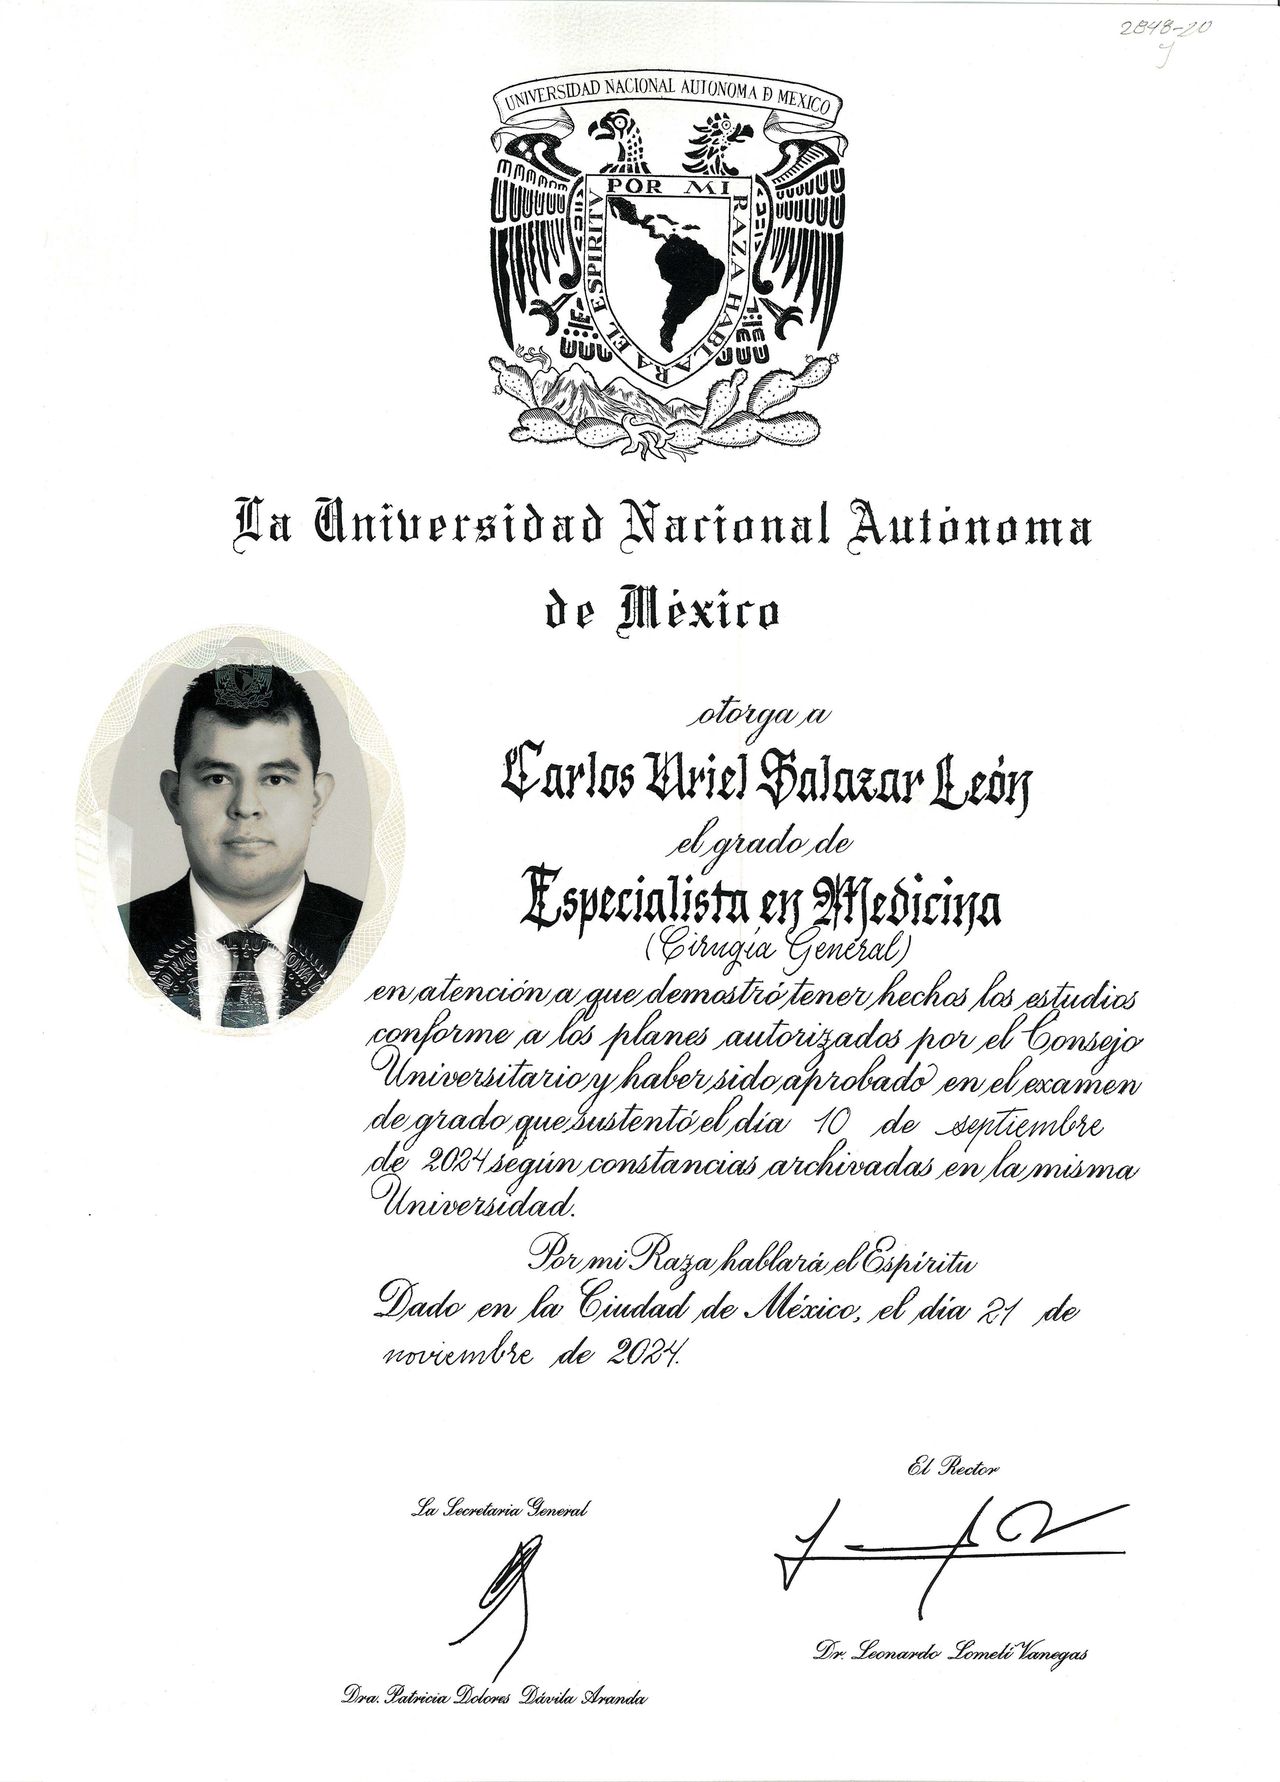 2848-20
UNIVERSIDAD NACIONAL AUTONOMA D MEXICO
POR MI RAZA HABLARA EL ESPIRITU
La Universidad Nacional Autónoma
de México
otorga a
Carlos Uriel Salazar León
el grado de
Especialista en Medicina
(Cirugía General)
en atención a que demostró tener hechos los estudios
conforme a los planes autorizados por el Consejo
Universitario y haber sido aprobado en el examen
de grado que sustentó el día 10 de septiembre
de 2024 según constancias archivadas en la misma
Universidad.
Por mi Raza hablará el Espíritu
Dado en la Ciudad de México, el día 21 de
noviembre de 2024.
El Rector
La Secretaria General
Dr. Leonardo Lomelí Vanegas
Dra. Patricia Dolores Dávila Aranda